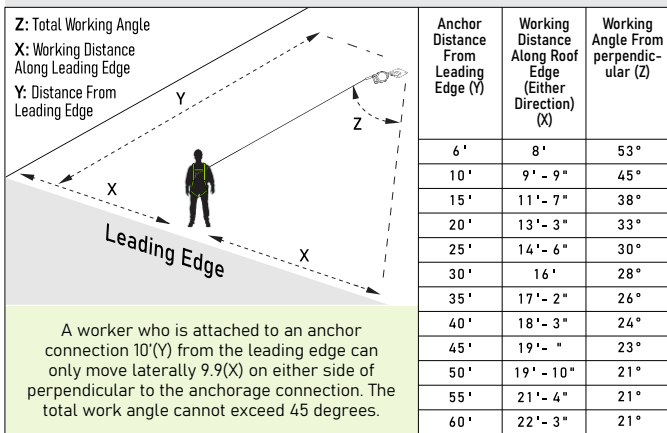 Z: Total Working Angle
X: Working Distance
Along Leading Edge
Y: Distance From
Leading Edge
Y
Z
X
X
Leading Edge
A worker who is attached to an anchor
connection 10'(Y) from the leading edge can
only move laterally 9.9(X) on either side of
perpendicular to the anchorage connection. The
total work angle cannot exceed 45 degrees.
Anchor Distance From Leading Edge (Y) Working Distance Along Roof Edge (Either Direction) (X) Working Angle From perpendic-ular (Z)
6' 8' 53°
10' 9'-9" 45°
15' 11'-7" 38°
20' 13'-3" 33°
25' 14'-6" 30°
30' 16' 28°
35' 17'-2" 26°
40' 18'-3" 24°
45' 19'- " 23°
50' 19'-10" 21°
55' 21'-4" 21°
60' 22'-3" 21°